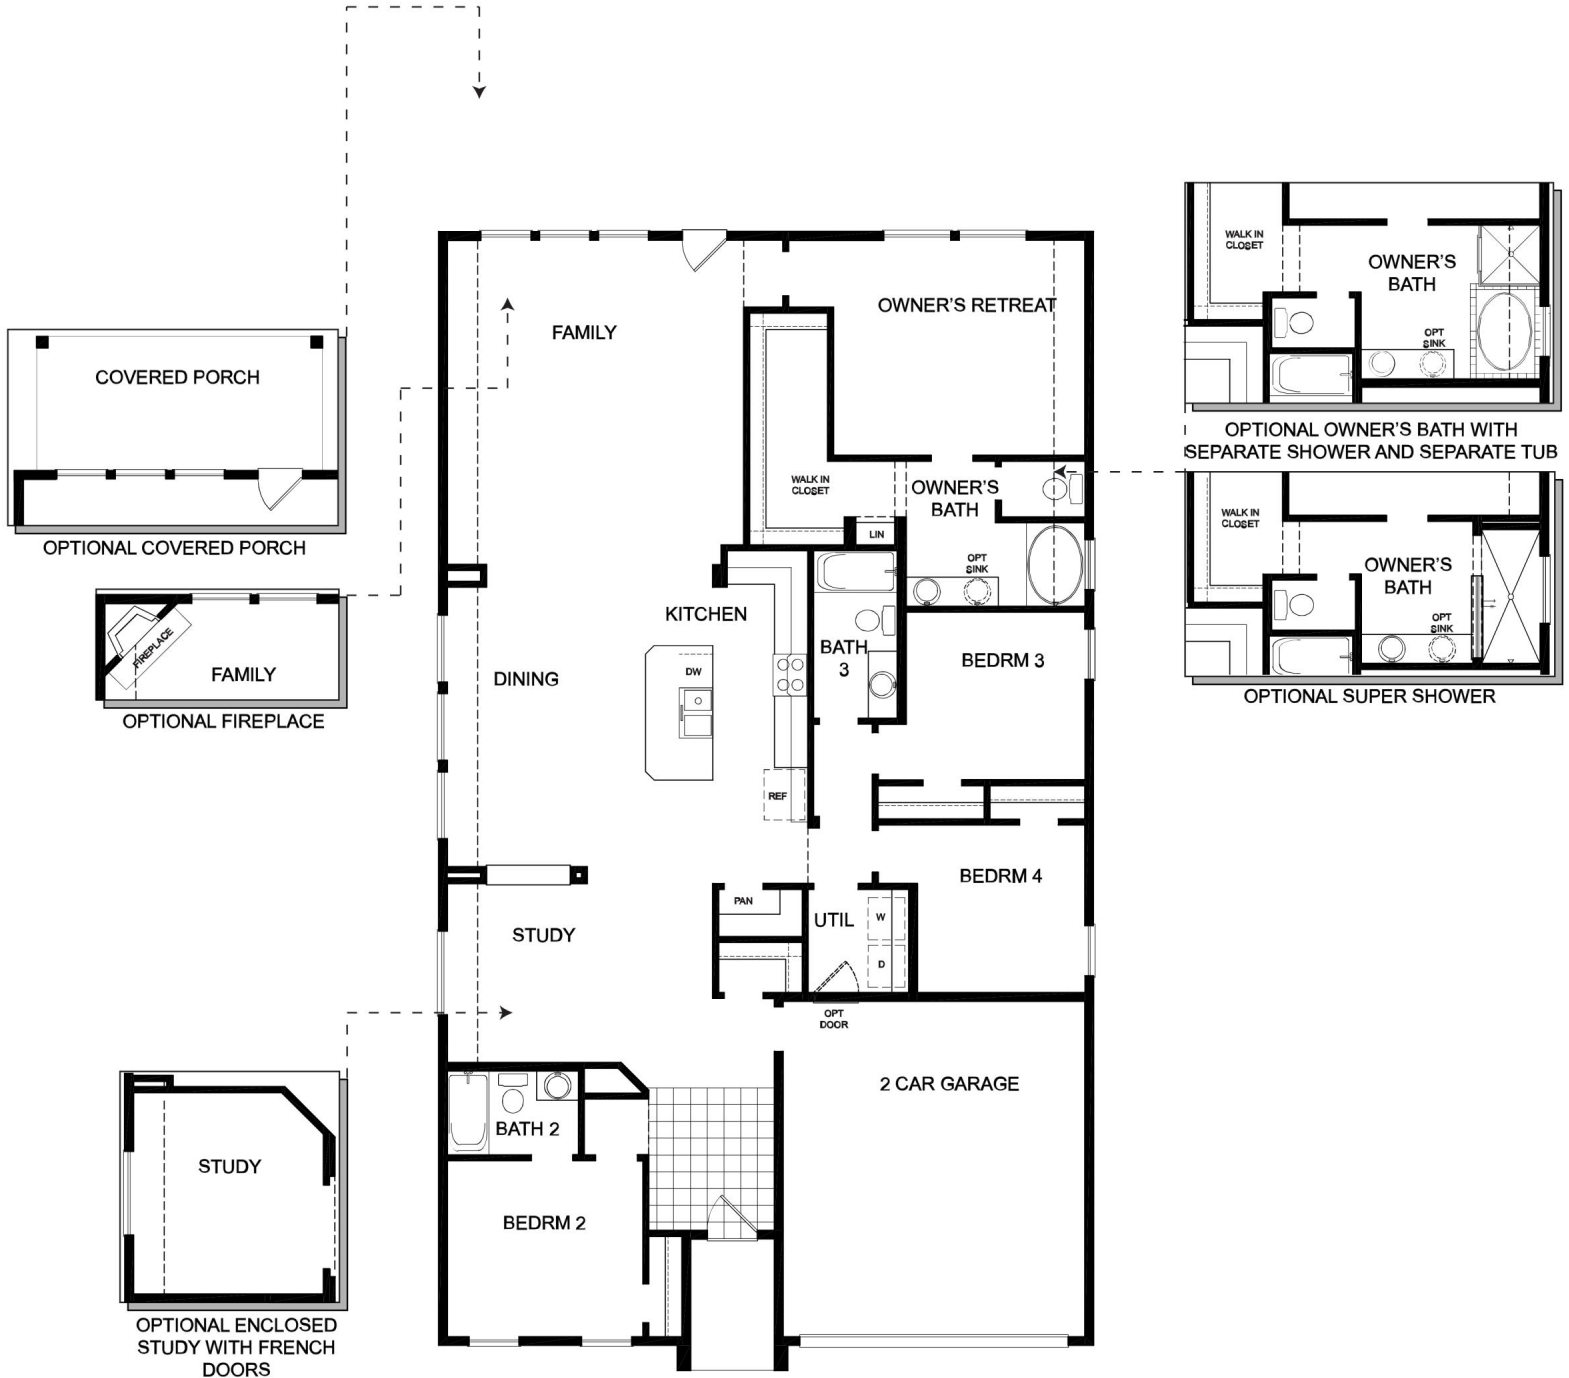 COVERED PORCH
OPTIONAL COVERED PORCH
FIREPLACE
FAMILY
OPTIONAL FIREPLACE
STUDY
OPTIONAL ENCLOSED
STUDY WITH FRENCH
DOORS
FAMILY
OWNER'S RETREAT
WALK IN
CLOSET
OWNER'S
BATH
LIN
OPT
SINK
KITCHEN
DINING
DW
REF
BATH
3
BEDRM 3
BEDRM 4
PAN
UTIL
W
D
STUDY
OPT
DOOR
2 CAR GARAGE
BATH 2
BEDRM 2
WALK IN
CLOSET
OWNER'S
BATH
OPT
SINK
OPTIONAL OWNER'S BATH WITH
SEPARATE SHOWER AND SEPARATE TUB
WALK IN
CLOSET
OWNER'S
BATH
OPT
SINK
OPTIONAL SUPER SHOWER